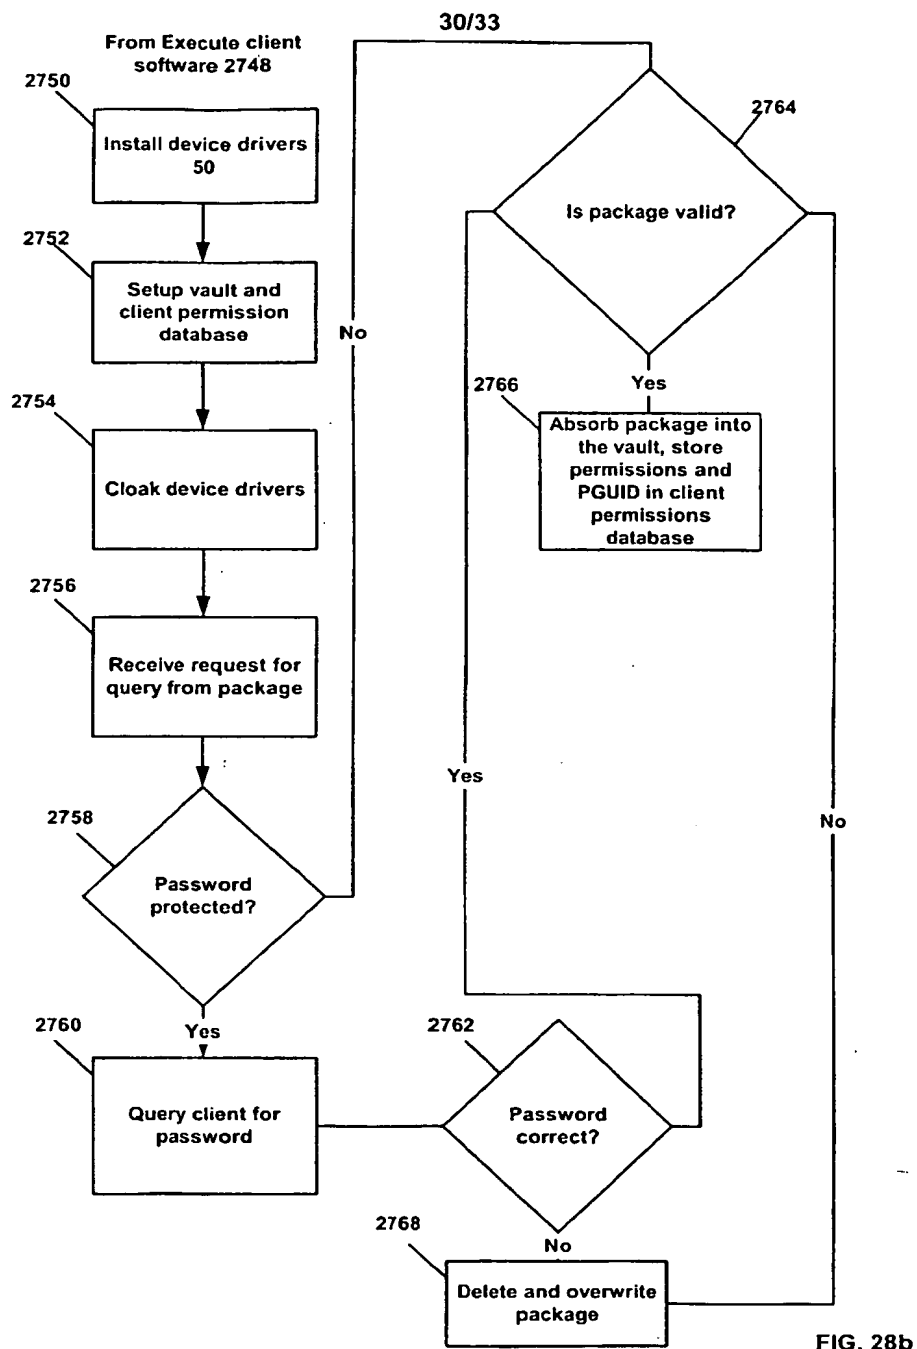 30/33
From Execute client
software 2748
2750
Install device drivers
50
2752
Setup vault and
client permission
database
2754
Cloak device drivers
2756
Receive request for
query from package
2758
Password
protected?
No
Yes
2760
Query client for
password
2762
Password
correct?
Yes
No
2764
Is package valid?
Yes
2766
Absorb package into
the vault, store
permissions and
PGUID in client
permissions
database
No
2768
Delete and overwrite
package
FIG. 28b